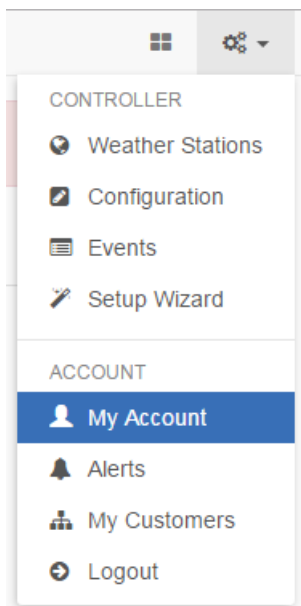 CONTROLLER
Weather Stations
Configuration
Events
Setup Wizard
ACCOUNT
My Account
Alerts
My Customers
Logout